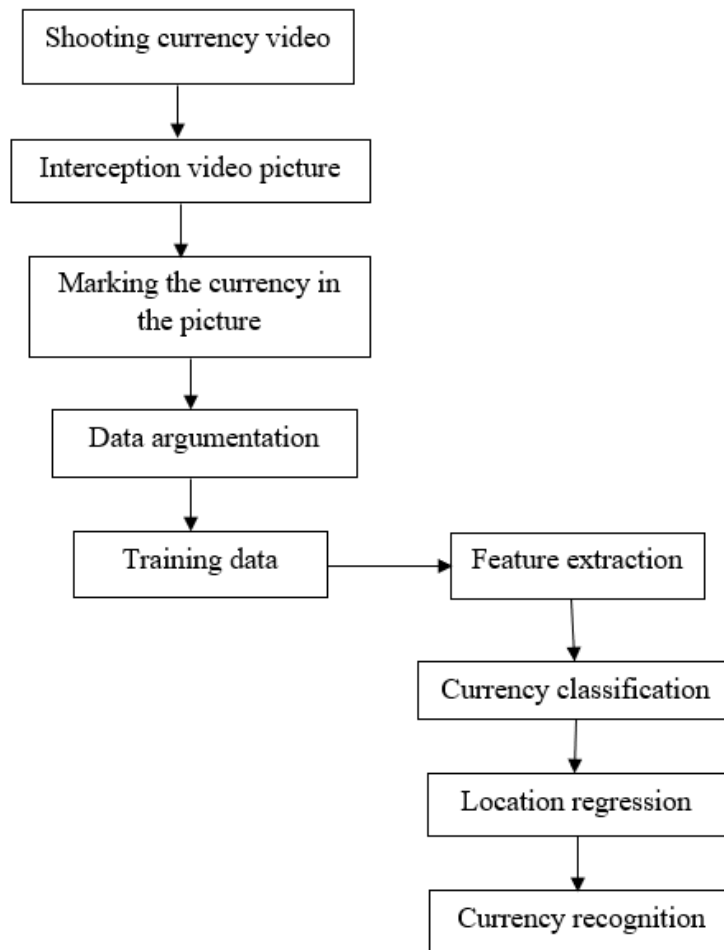 Shooting currency video
Interception video picture
Marking the currency in
the picture
Data argumentation
Training data
Feature extraction
Currency classification
Location regression
Currency recognition